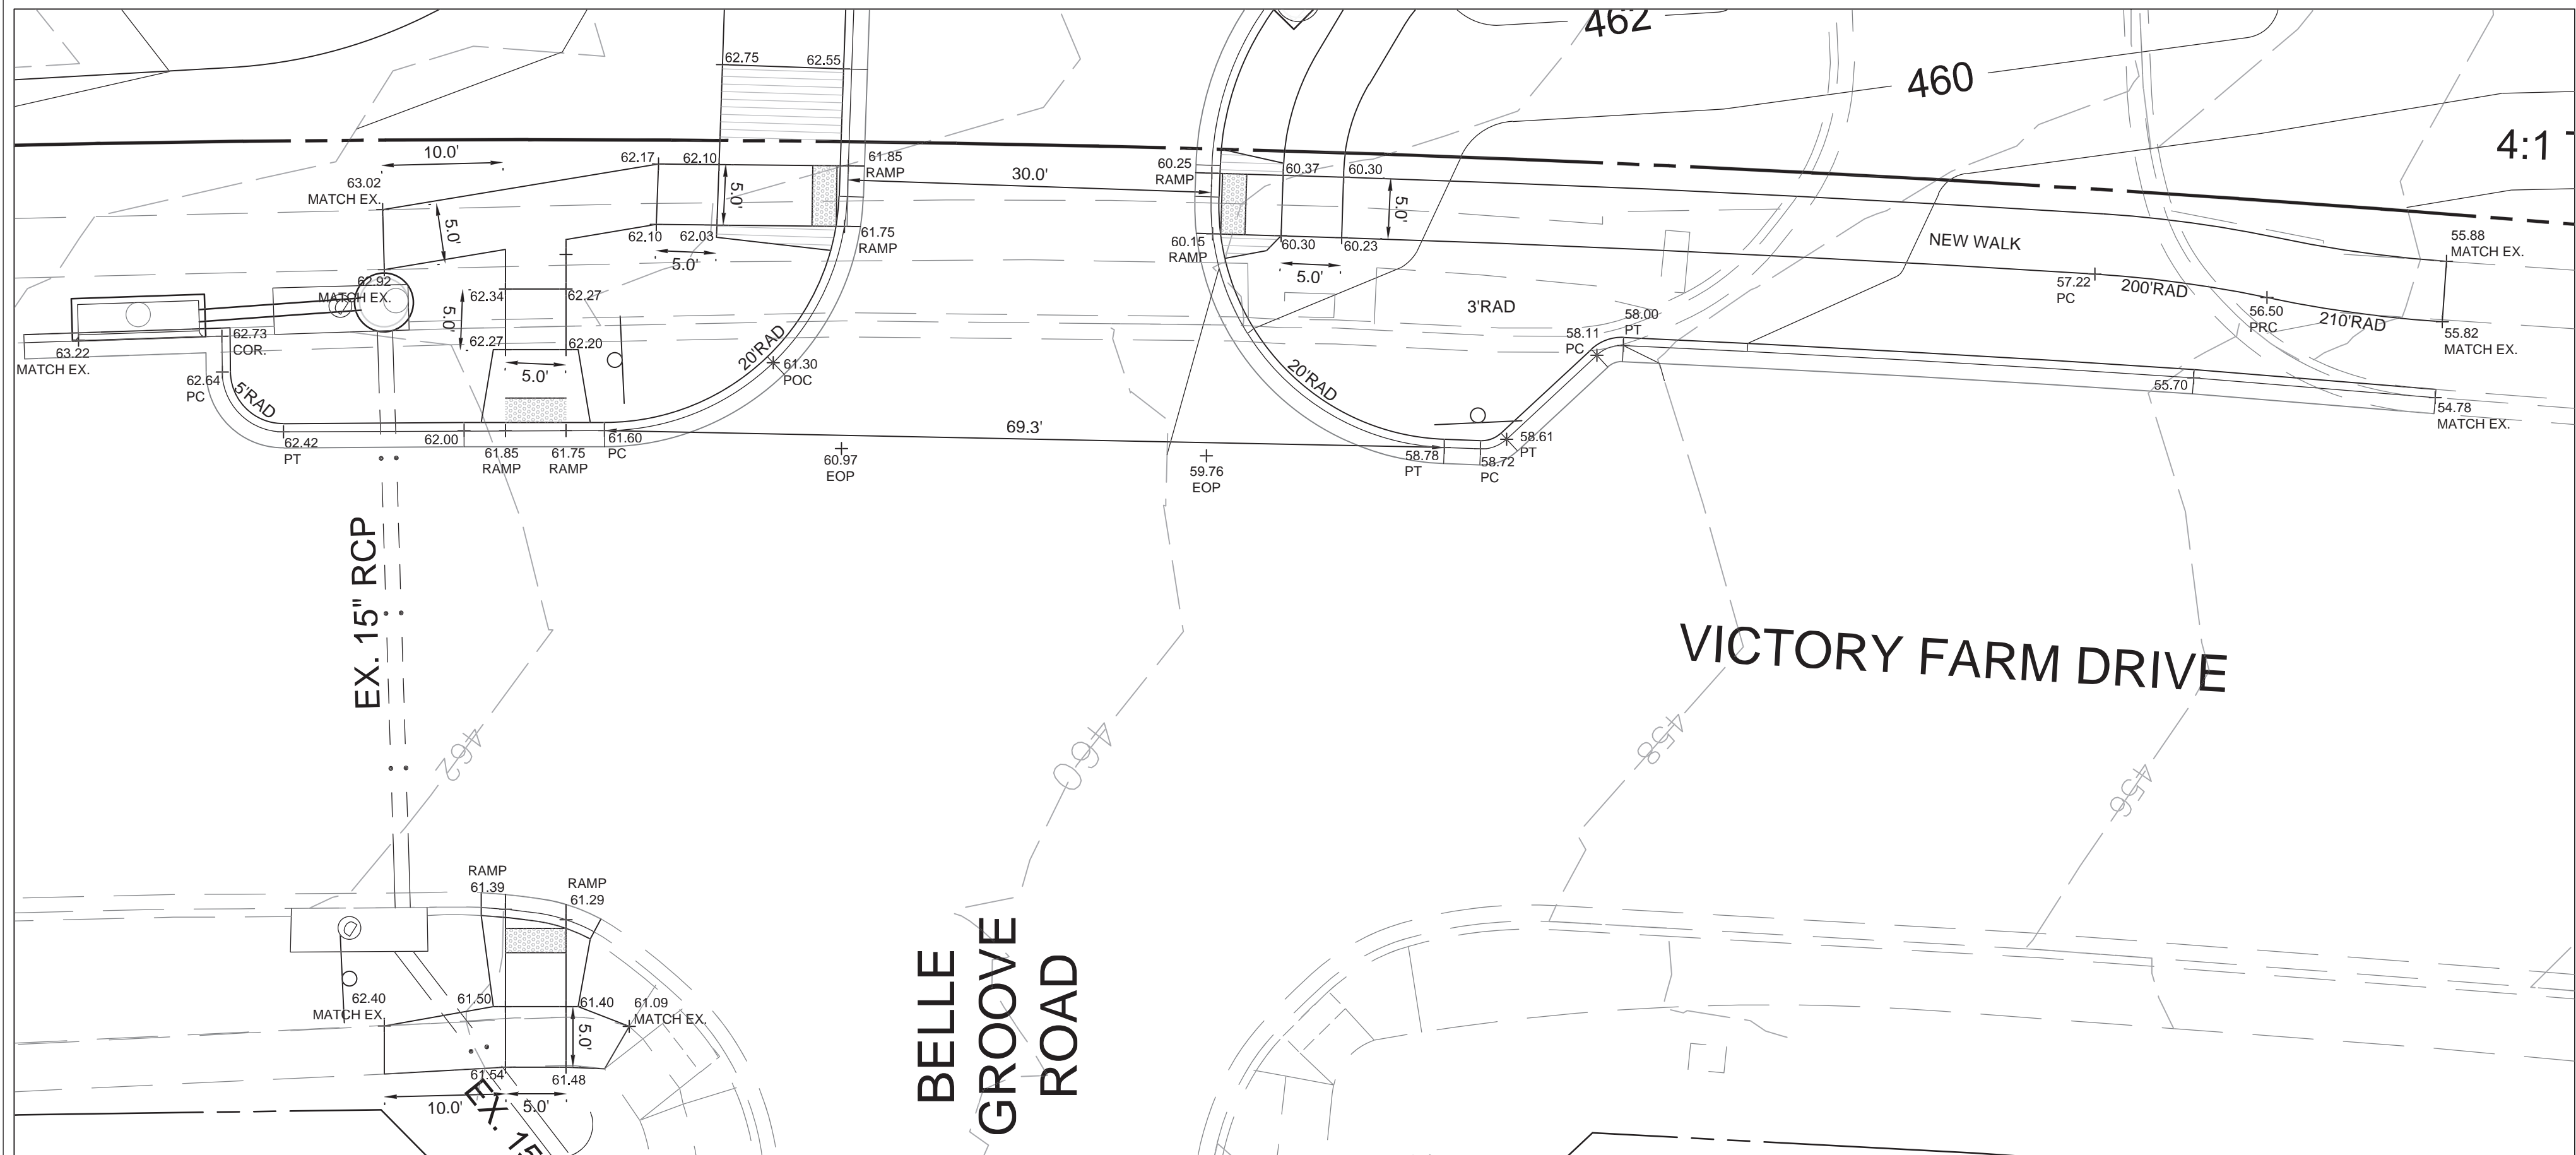 462
460
4:1
62.75
62.55
10.0'
62.17
62.10
61.85
RAMP
30.0'
60.25
RAMP
60.37
60.30
63.02
MATCH EX.
5.0'
5.0'
5.0'
62.10
62.03
5.0'
61.75
RAMP
60.15
RAMP
60.30
60.23
5.0'
NEW WALK
55.88
MATCH EX.
62.92
MATCH EX.
62.34
62.27
5.0'
57.22
PC
200'RAD
56.50
PRC
210'RAD
55.82
MATCH EX.
3'RAD
58.00
PT
58.11
PC
62.73
COR.
63.22
MATCH EX.
62.27
62.20
5.0'
20'RAD
61.30
POC
20'RAD
62.64
PC
5'RAD
55.70
54.78
MATCH EX.
62.42
PT
62.00
61.85
RAMP
61.75
RAMP
61.60
PC
69.3'
60.97
EOP
59.76
EOP
58.78
PT
58.72
PC
58.61
PT
EX. 15" RCP
VICTORY FARM DRIVE
462
460
458
456
RAMP
61.39
RAMP
61.29
62.40
MATCH EX.
61.50
61.40
61.09
MATCH EX.
5.0'
61.54
61.48
10.0'
5.0'
EX. 15
BELLE
GROOVE
ROAD